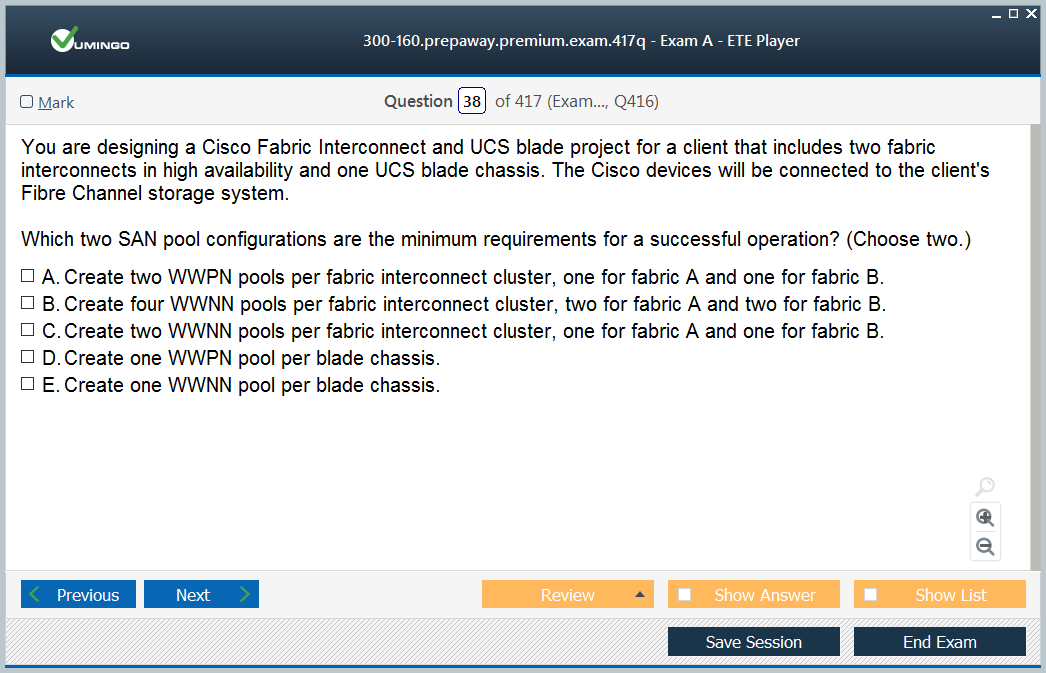 VUMINGO
300-160.prepaway.premium.exam.417q - Exam A - ETE Player
Mark
Question 38 of 417 (Exam..., Q416)
You are designing a Cisco Fabric Interconnect and UCS blade project for a client that includes two fabric
interconnects in high availability and one UCS blade chassis. The Cisco devices will be connected to the client's
Fibre Channel storage system.
Which two SAN pool configurations are the minimum requirements for a successful operation? (Choose two.)
A. Create two WWPN pools per fabric interconnect cluster, one for fabric A and one for fabric B.
B. Create four WWNN pools per fabric interconnect cluster, two for fabric A and two for fabric B.
C. Create two WWNN pools per fabric interconnect cluster, one for fabric A and one for fabric B.
D. Create one WWPN pool per blade chassis.
E. Create one WWNN pool per blade chassis.
Previous Next Review Show Answer Show List
Save Session End Exam